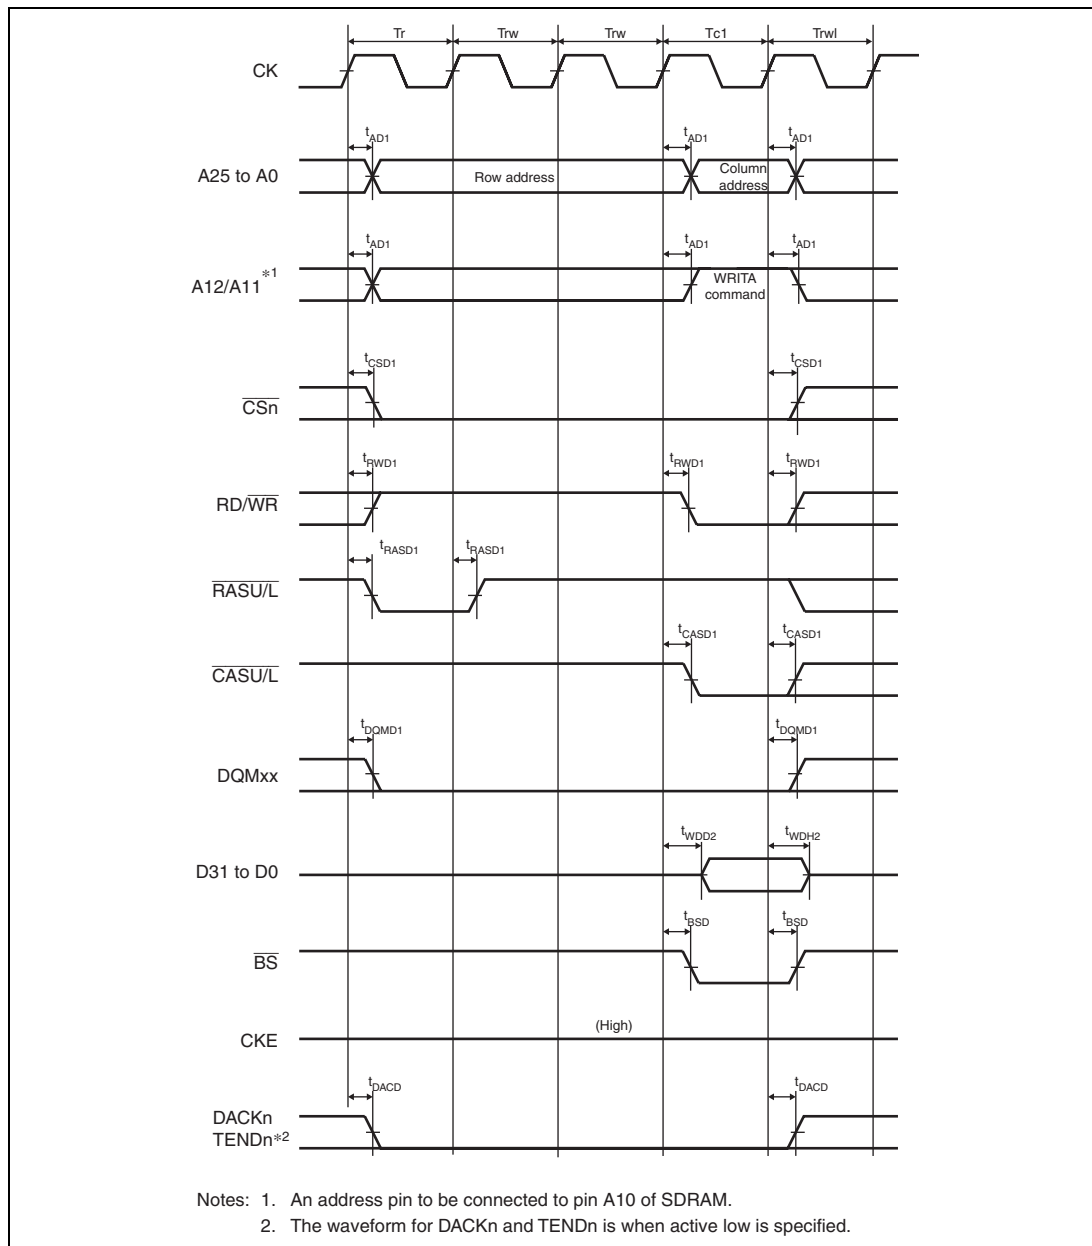 Tr Trw Trw Tc1 Trwl
CK
tAD1 tAD1 tAD1
A25 to A0 Row address Column address
tAD1 tAD1 tAD1
A12/A11*1 WRITA command
tCSD1 tCSD1
CSn
tRWD1 tRWD1 tRWD1
RD/WR
tRASD1 tRASD1
RASU/L
tCASD1 tCASD1
CASU/L
tDQMD1 tDQMD1
DQMxx
tWDD2 tWDH2
D31 to D0
tBSD tBSD
BS
(High)
CKE
tDACD tDACD
DACKn
TENDn*2
Notes: 1. An address pin to be connected to pin A10 of SDRAM.
2. The waveform for DACKn and TENDn is when active low is specified.